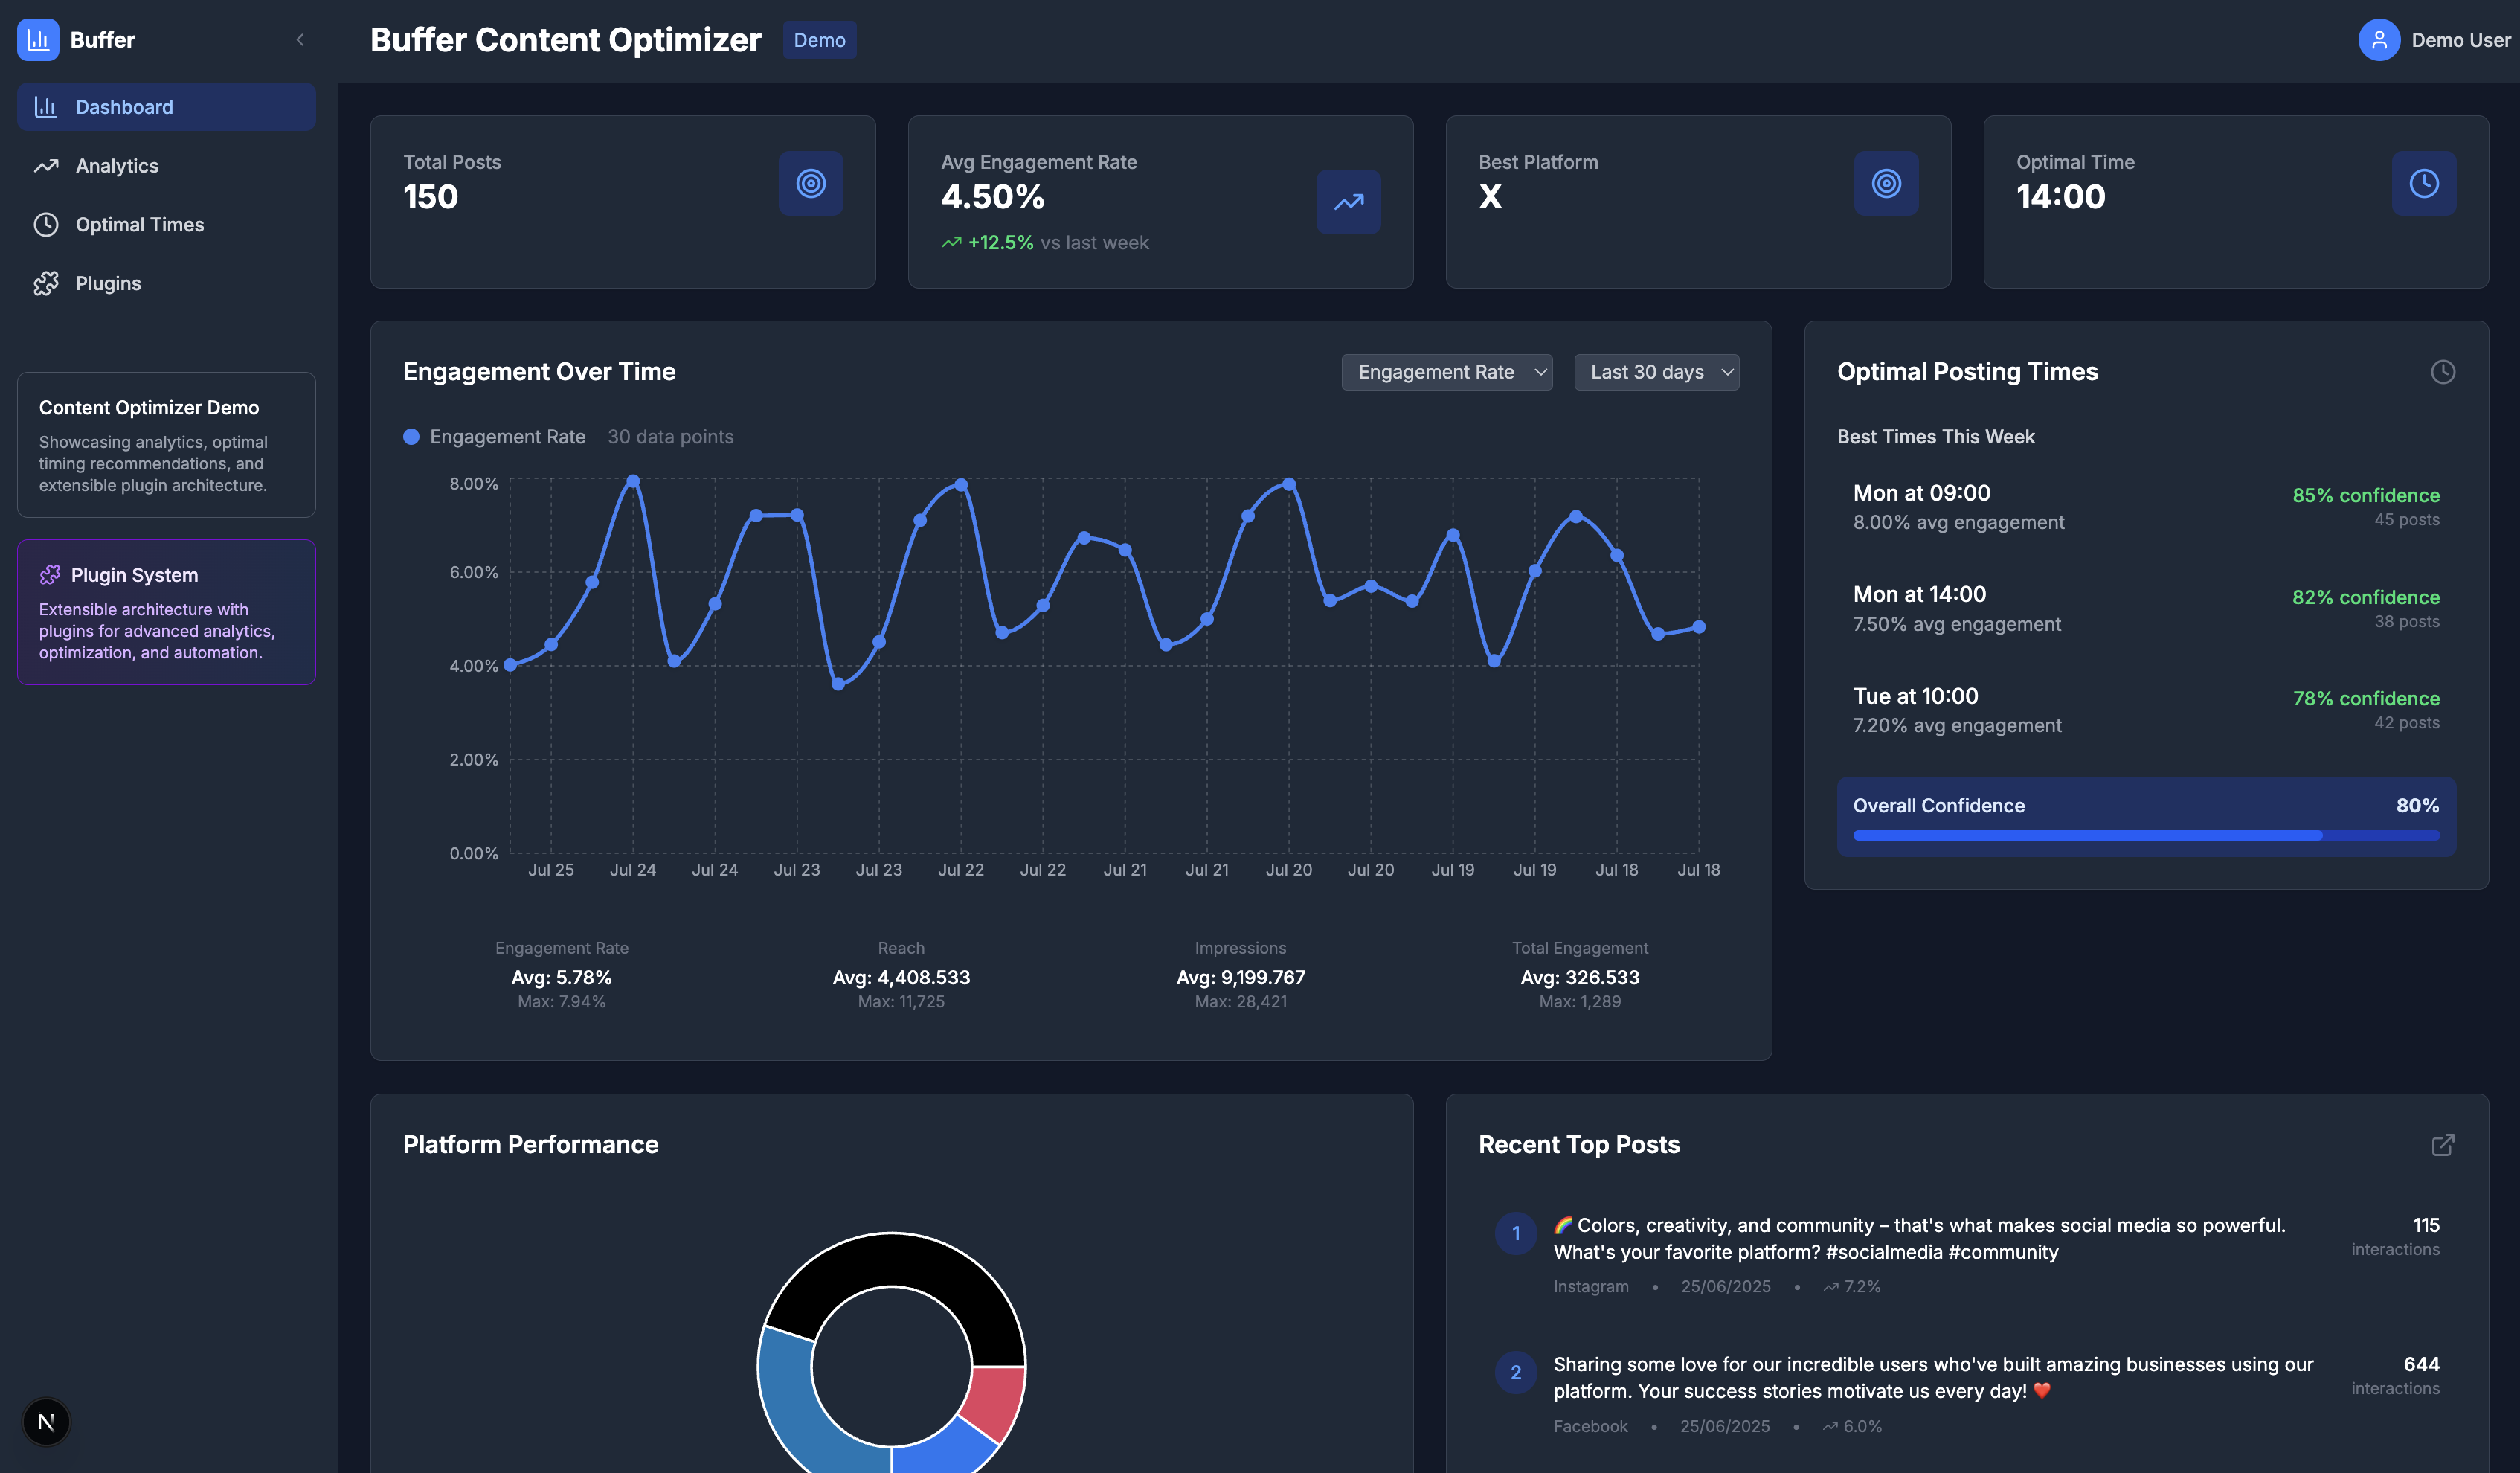 Buffer
Dashboard
Analytics
Optimal Times
Plugins
Content Optimizer Demo
Showcasing analytics, optimal
timing recommendations, and
extensible plugin architecture.
Plugin System
Extensible architecture with
plugins for advanced analytics,
optimization, and automation.
N
Buffer Content Optimizer
Demo
Demo User
Total Posts
150
Avg Engagement Rate
4.50%
+12.5% vs last week
Best Platform
X
Optimal Time
14:00
Engagement Over Time
Engagement Rate
Last 30 days
Engagement Rate
30 data points
8.00%
6.00%
4.00%
2.00%
0.00%
Jul 25
Jul 24
Jul 24
Jul 23
Jul 23
Jul 22
Jul 22
Jul 21
Jul 21
Jul 20
Jul 20
Jul 19
Jul 19
Jul 18
Jul 18
Engagement Rate
Avg: 5.78%
Max: 7.94%
Reach
Avg: 4,408.533
Max: 11,725
Impressions
Avg: 9,199.767
Max: 28,421
Total Engagement
Avg: 326.533
Max: 1,289
Optimal Posting Times
Best Times This Week
Mon at 09:00
8.00% avg engagement
85% confidence
45 posts
Mon at 14:00
7.50% avg engagement
82% confidence
38 posts
Tue at 10:00
7.20% avg engagement
78% confidence
42 posts
Overall Confidence
80%
Platform Performance
Recent Top Posts
1
🌈 Colors, creativity, and community – that's what makes social media so powerful.
What's your favorite platform? #socialmedia #community
Instagram • 25/06/2025 • 7.2%
115
interactions
2
Sharing some love for our incredible users who've built amazing businesses using our
platform. Your success stories motivate us every day! ❤️
Facebook • 25/06/2025 • 6.0%
644
interactions